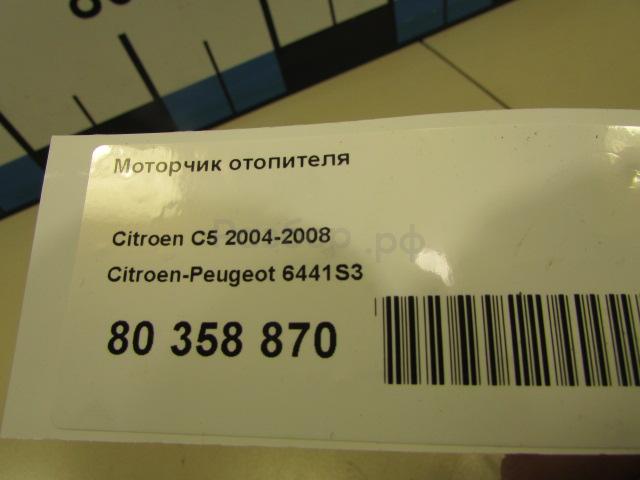 Моторчик отопителя
Citroen C5 2004-2008
Citroen-Peugeot 6441S3
80 358 870